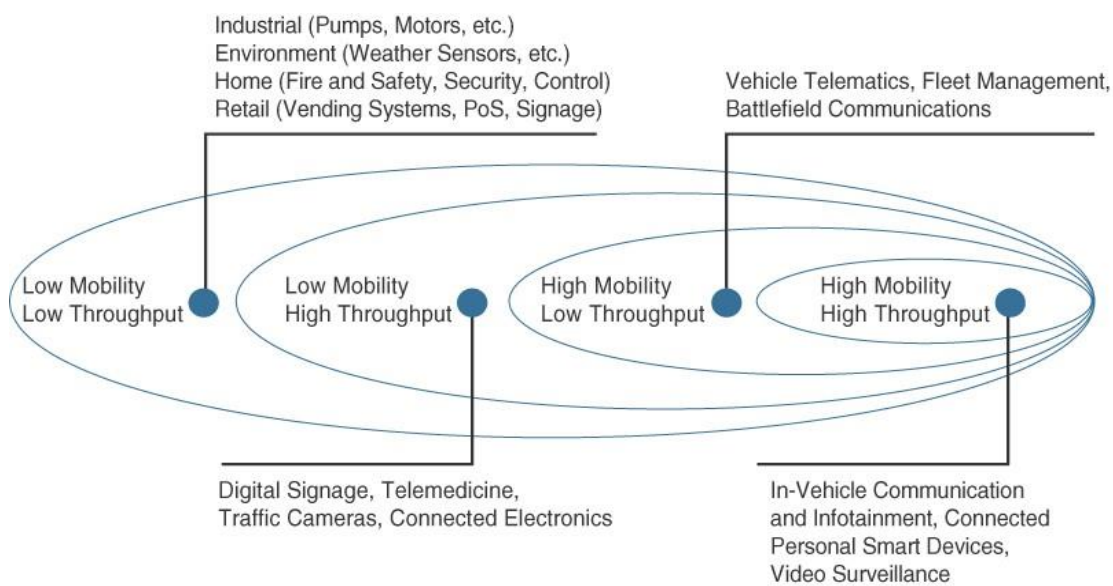 Industrial (Pumps, Motors, etc.)
Environment (Weather Sensors, etc.)
Home (Fire and Safety, Security, Control)
Retail (Vending Systems, PoS, Signage)
Vehicle Telematics, Fleet Management,
Battlefield Communications
Low Mobility
Low Throughput
Low Mobility
High Throughput
High Mobility
Low Throughput
High Mobility
High Throughput
Digital Signage, Telemedicine,
Traffic Cameras, Connected Electronics
In-Vehicle Communication
and Infotainment, Connected
Personal Smart Devices,
Video Surveillance